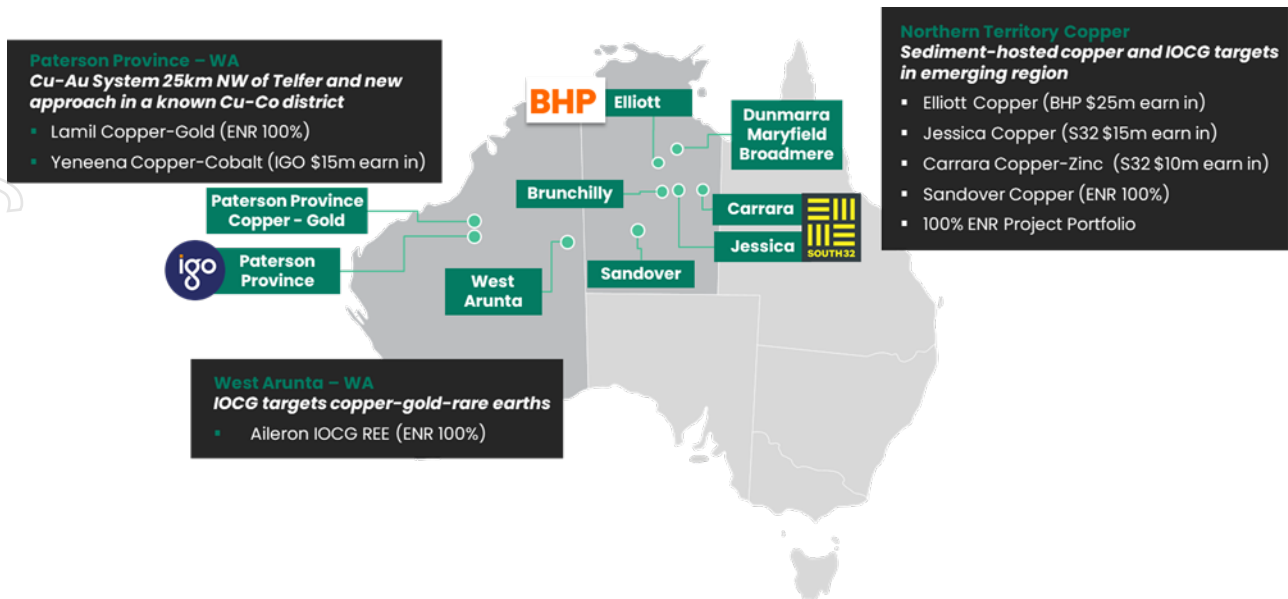 Paterson Province – WA
Cu-Au System 25km NW of Telfer and new
approach in a known Cu-Co district
▪ Lamil Copper-Gold (ENR 100%)
▪ Yeneena Copper-Cobalt (IGO $15m earn in)
Northern Territory Copper
Sediment-hosted copper and IOCG targets
in emerging region
▪ Elliott Copper (BHP $25m earn in)
▪ Jessica Copper (S32 $15m earn in)
▪ Carrara Copper-Zinc (S32 $10m earn in)
▪ Sandover Copper (ENR 100%)
▪ 100% ENR Project Portfolio
BHP
Elliott
Dunmarra
Maryfield
Broadmere
Brunchilly
Carrara
Jessica
SOUTH32
Paterson Province
Copper - Gold
igo
Paterson
Province
West
Arunta
Sandover
West Arunta – WA
IOCG targets copper-gold-rare earths
▪ Aileron IOCG REE (ENR 100%)